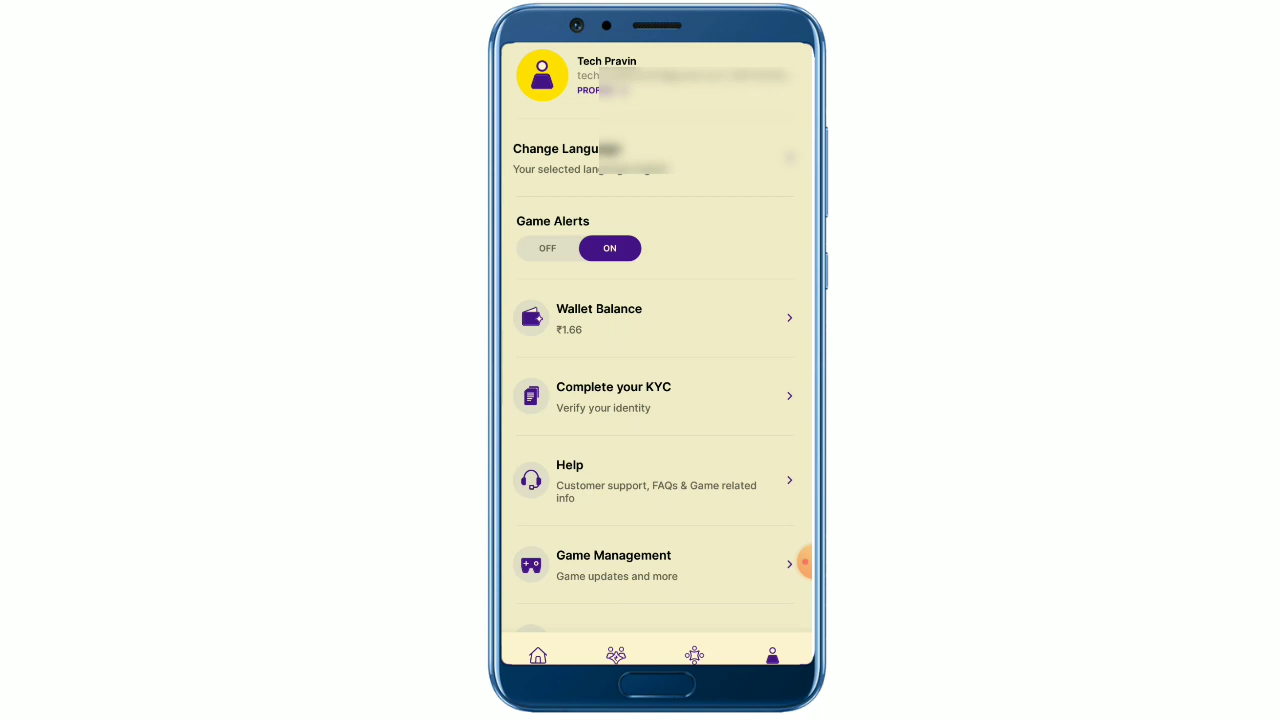 Tech Pravin
tech
PROF
Change Langu
Your selected lan
Game Alerts
OFF ON
Wallet Balance
₹1.66
Complete your KYC
Verify your identity
Help
Customer support, FAQs & Game related
info
Game Management
Game updates and more